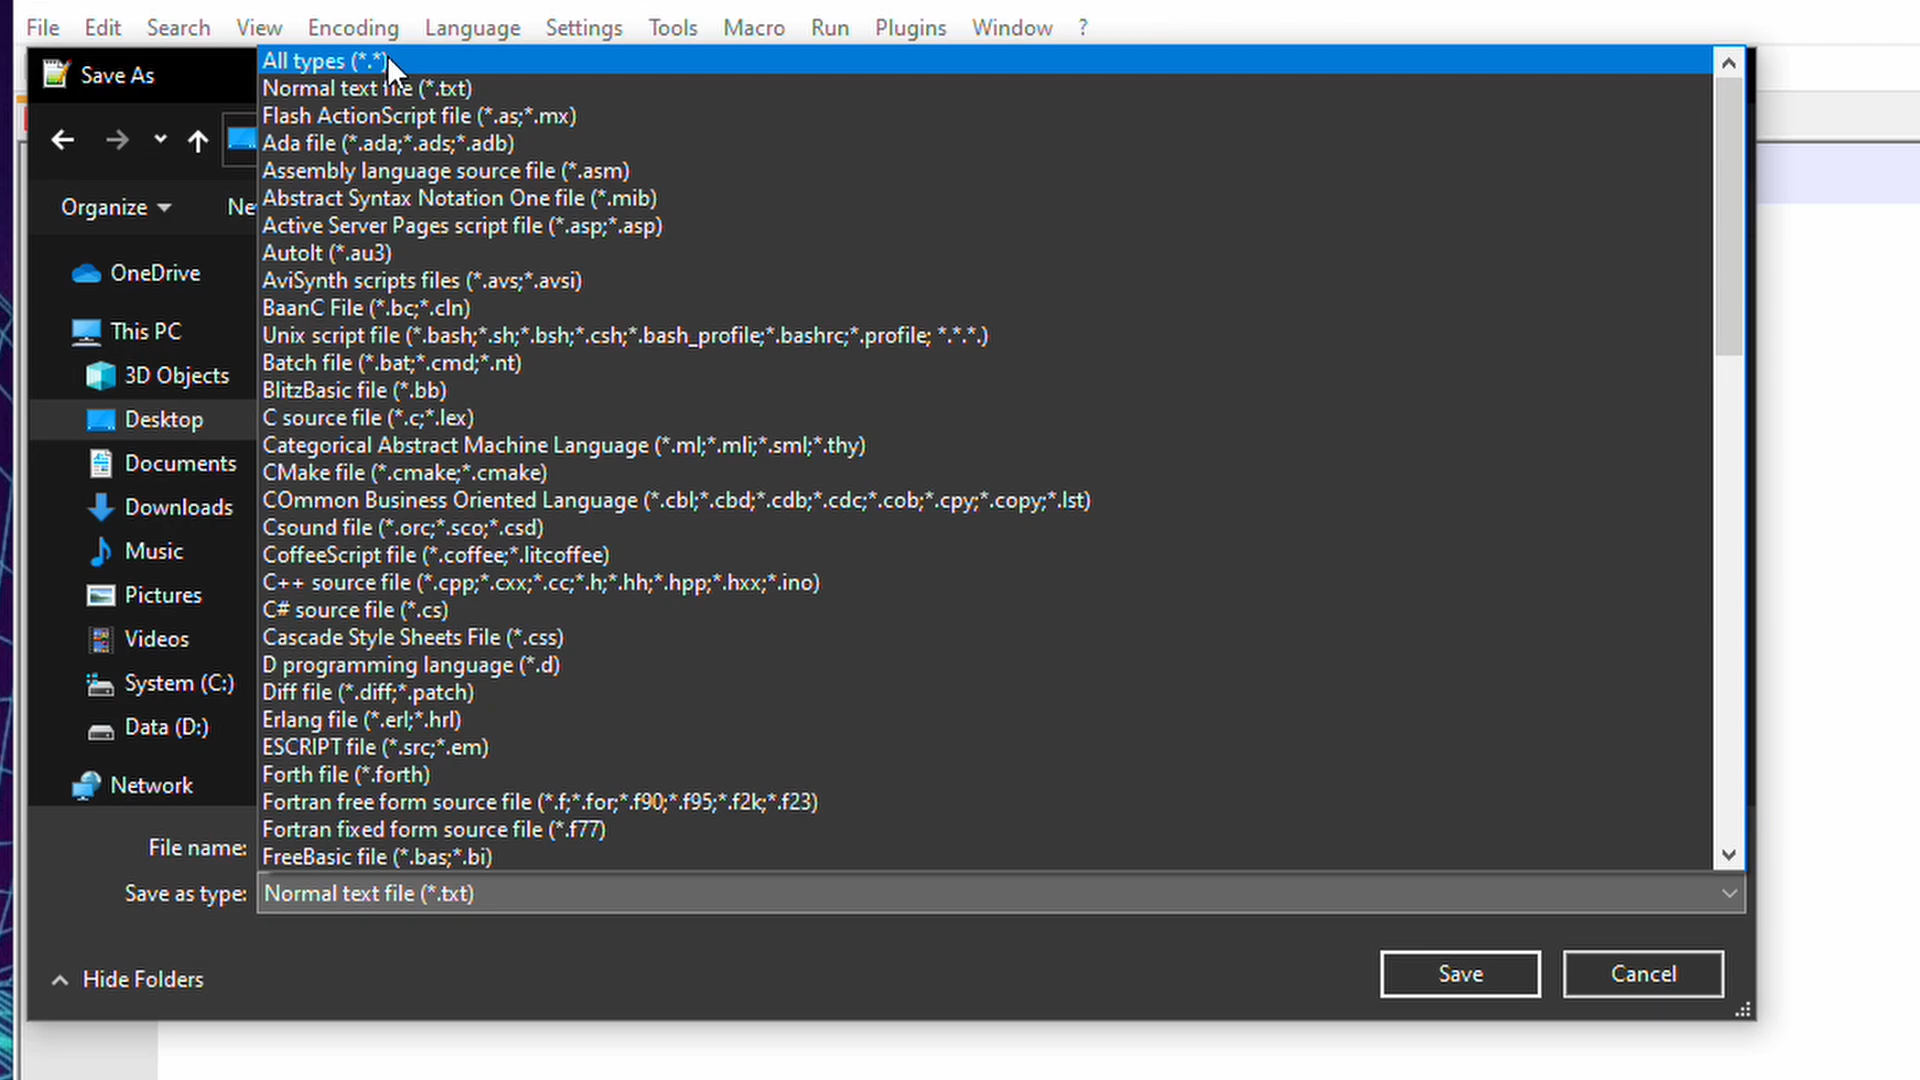 File Edit Search View Encoding Language Settings Tools Macro Run Plugins Window ?
Save As
Organize
Ne
OneDrive
This PC
3D Objects
Desktop
Documents
Downloads
Music
Pictures
Videos
System (C:)
Data (D:)
Network
All types (*.*)
Normal text file (*.txt)
Flash ActionScript file (*.as;*.mx)
Ada file (*.ada;*.ads;*.adb)
Assembly language source file (*.asm)
Abstract Syntax Notation One file (*.mib)
Active Server Pages script file (*.asp;*.asp)
AutoIt (*.au3)
AviSynth scripts files (*.avs;*.avsi)
BaanC File (*.bc;*.cln)
Unix script file (*.bash;*.sh;*.bsh;*.csh;*.bash_profile;*.bashrc;*.profile; *.*.*.)
Batch file (*.bat;*.cmd;*.nt)
BlitzBasic file (*.bb)
C source file (*.c;*.lex)
Categorical Abstract Machine Language (*.ml;*.mli;*.sml;*.thy)
CMake file (*.cmake;*.cmake)
COmmon Business Oriented Language (*.cbl;*.cbd;*.cdb;*.cdc;*.cob;*.cpy;*.copy;*.lst)
Csound file (*.orc;*.sco;*.csd)
CoffeeScript file (*.coffee;*.litcoffee)
C++ source file (*.cpp;*.cxx;*.cc;*.h;*.hh;*.hpp;*.hxx;*.ino)
C# source file (*.cs)
Cascade Style Sheets File (*.css)
D programming language (*.d)
Diff file (*.diff;*.patch)
Erlang file (*.erl;*.hrl)
ESCRIPT file (*.src;*.em)
Forth file (*.forth)
Fortran free form source file (*.f;*.for;*.f90;*.f95;*.f2k;*.f23)
Fortran fixed form source file (*.f77)
FreeBasic file (*.bas;*.bi)
File name:
Save as type: Normal text file (*.txt)
Hide Folders
Save
Cancel